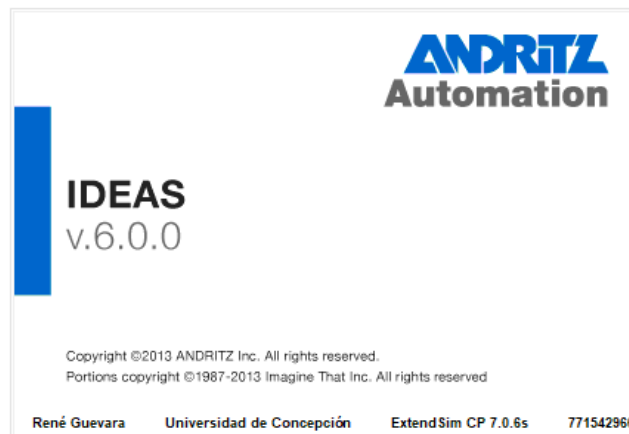 ANDRITZ
Automation
IDEAS
v.6.0.0
Copyright ©2013 ANDRITZ Inc. All rights reserved.
Portions copyright ©1987-2013 Imagine That Inc. All rights reserved
René Guevara Universidad de Concepción ExtendSim CP 7.0.6s